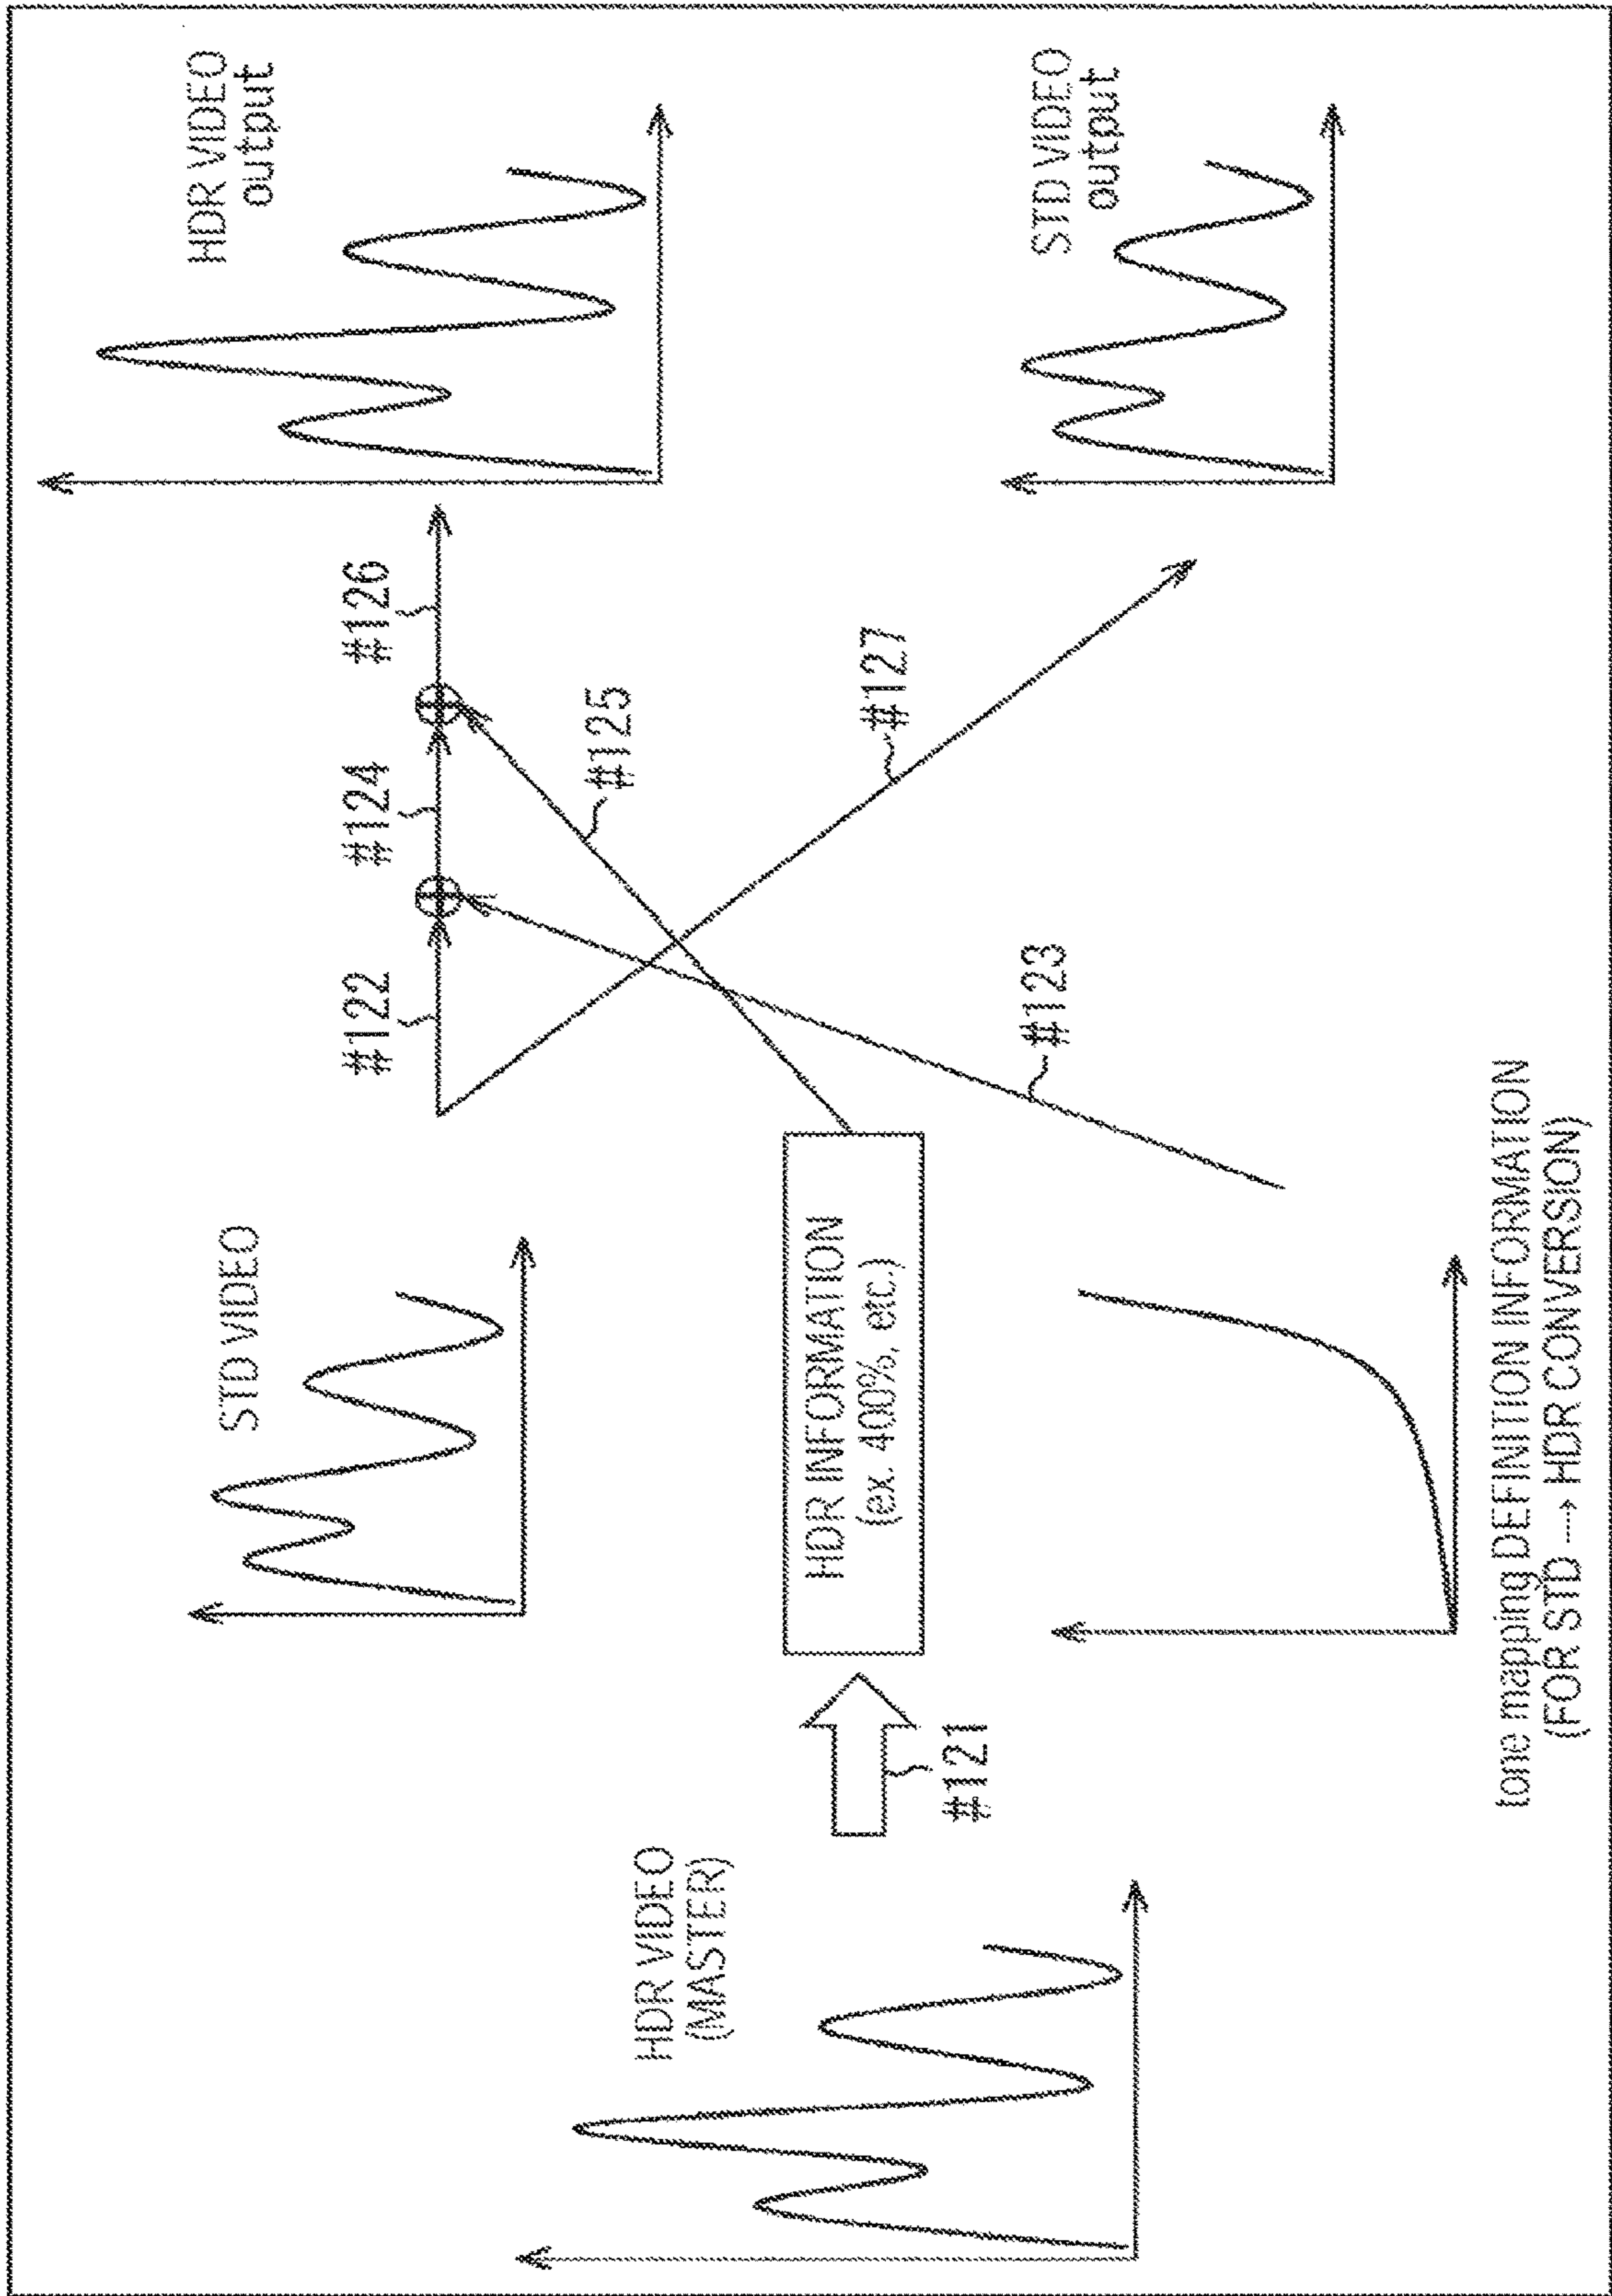 HDR VIDEO
(MASTER)
#121
STD VIDEO
HDR INFORMATION
(ex. 400%, etc.)
tone mapping DEFINITION INFORMATION
(FOR STD → HDR CONVERSION)
#122
#123
#124
#125
#126
#127
HDR VIDEO
output
STD VIDEO
output